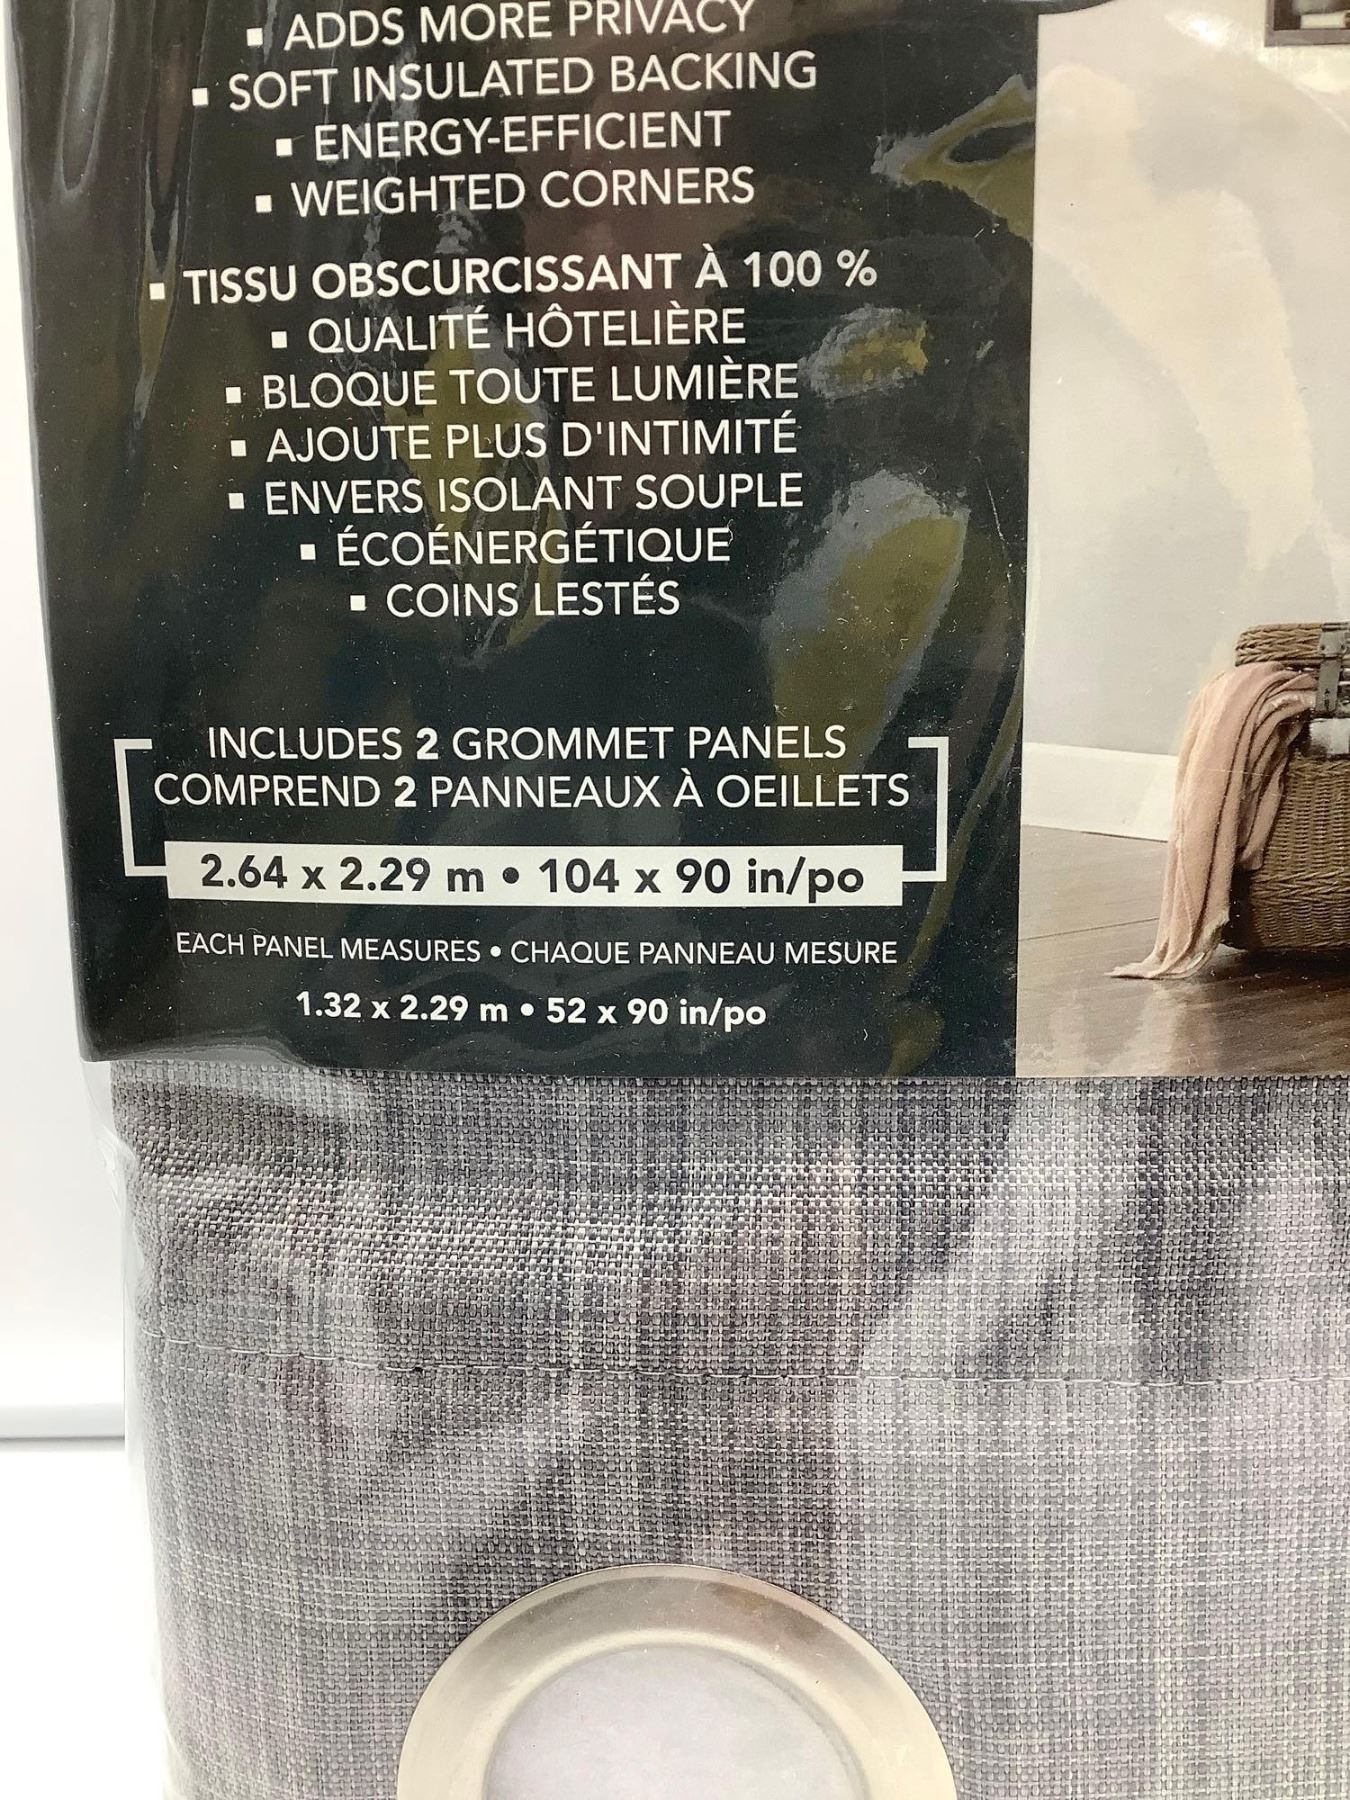 ▪ ADDS MORE PRIVACY
▪ SOFT INSULATED BACKING
▪ ENERGY-EFFICIENT
▪ WEIGHTED CORNERS
▪ TISSU OBSCURCISSANT À 100 %
▪ QUALITÉ HÔTELIÈRE
▪ BLOQUE TOUTE LUMIÈRE
▪ AJOUTE PLUS D'INTIMITÉ
▪ ENVERS ISOLANT SOUPLE
▪ ÉCOÉNERGÉTIQUE
▪ COINS LESTÉS
INCLUDES 2 GROMMET PANELS
COMPREND 2 PANNEAUX À OEILLETS
2.64 x 2.29 m • 104 x 90 in/po
EACH PANEL MEASURES • CHAQUE PANNEAU MESURE
1.32 x 2.29 m • 52 x 90 in/po